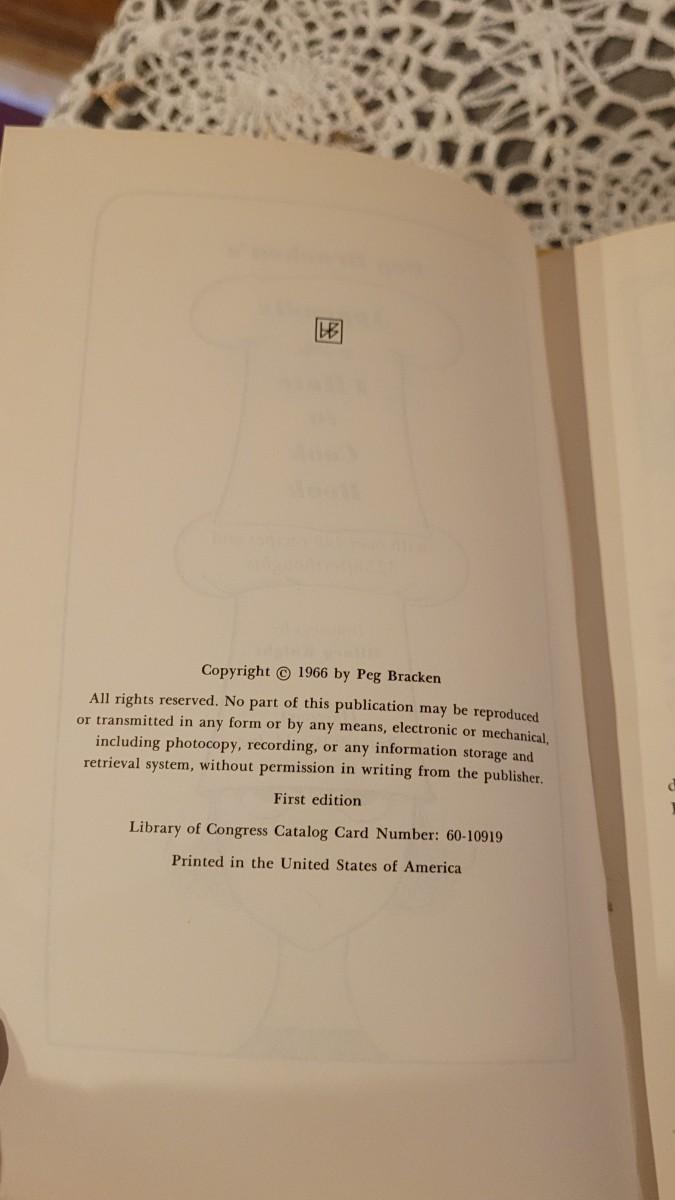 HB
Copyright © 1966 by Peg Bracken
All rights reserved. No part of this publication may be reproduced
or transmitted in any form or by any means, electronic or mechanical,
including photocopy, recording, or any information storage and
retrieval system, without permission in writing from the publisher.
First edition
Library of Congress Catalog Card Number: 60-10919
Printed in the United States of America